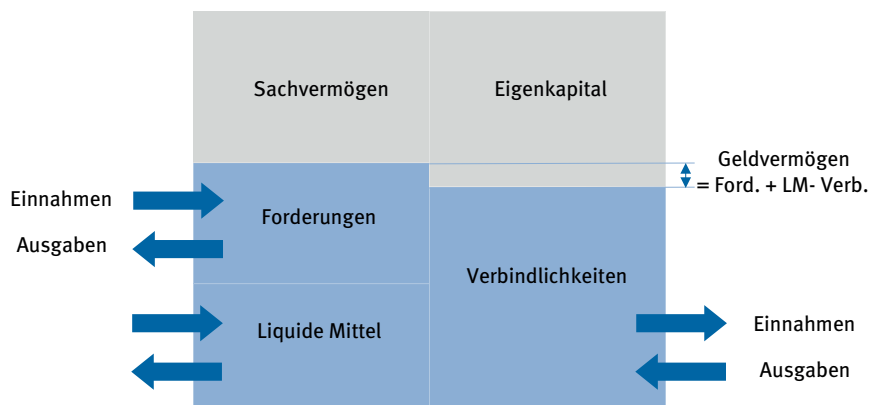 Sachvermögen
Eigenkapital
Geldvermögen
= Ford. + LM- Verb.
Einnahmen
Forderungen
Ausgaben
Verbindlichkeiten
Liquide Mittel
Einnahmen
Ausgaben